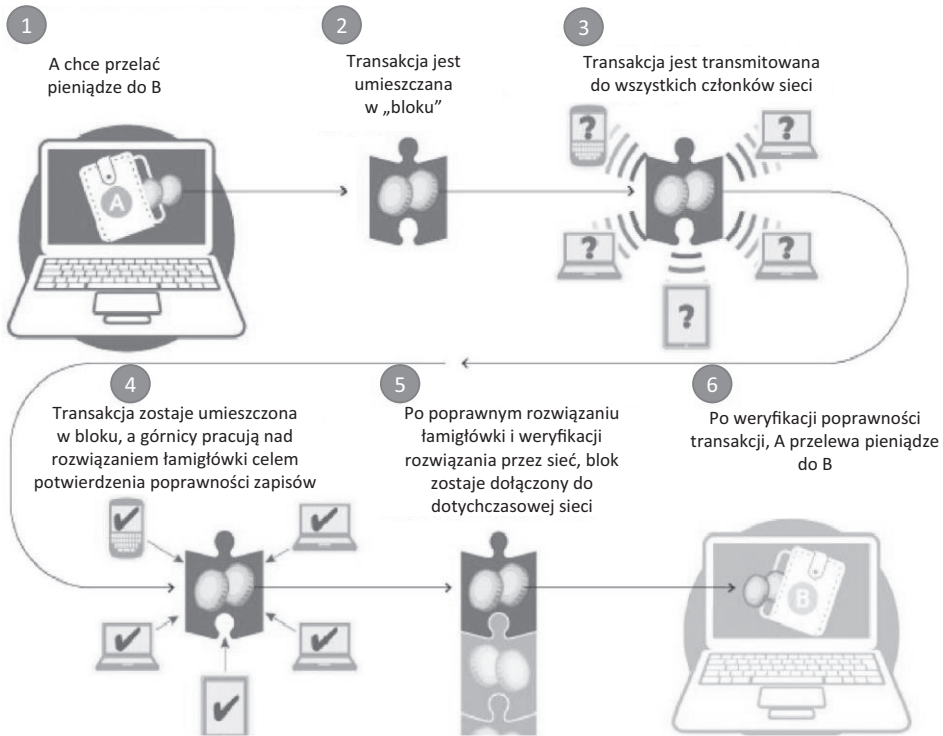 1
A chce przelać
pieniądze do B
A
2
Transakcja jest
umieszczana
w „bloku”
3
Transakcja jest transmitowana
do wszystkich członków sieci
?
?
?
?
?
4
Transakcja zostaje umieszczona
w bloku, a górnicy pracują nad
rozwiązaniem łamigłówki celem
potwierdzenia poprawności zapisów
5
Po poprawnym rozwiązaniu
łamigłówki i weryfikacji
rozwiązania przez sieć, blok
zostaje dołączony do
dotychczasowej sieci
6
Po weryfikacji poprawności
transakcji, A przelewa pieniądze
do B
B